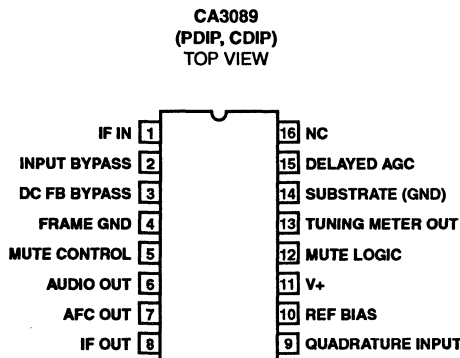 CA3089
(PDIP, CDIP)
TOP VIEW
IF IN 1 16 NC
INPUT BYPASS 2 15 DELAYED AGC
DC FB BYPASS 3 14 SUBSTRATE (GND)
FRAME GND 4 13 TUNING METER OUT
MUTE CONTROL 5 12 MUTE LOGIC
AUDIO OUT 6 11 V+
AFC OUT 7 10 REF BIAS
IF OUT 8 9 QUADRATURE INPUT